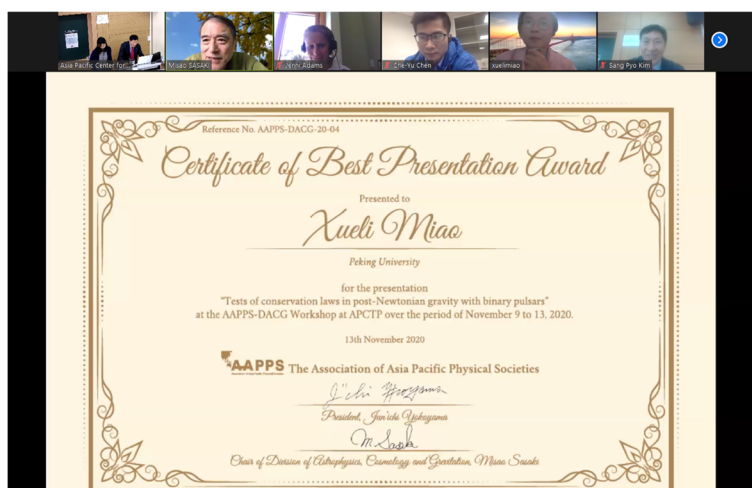 Asia Pacific Center for
Misao SASAKI
Jenni Adams
Zhe-Yu Chen
xuelimiao
Sang Pyo Kim
Reference No. AAPPS-DACG-20-04
Certificate of Best Presentation Award
Presented to
Xueli Miao
Peking University
for the presentation
"Tests of conservation laws in post-Newtonian gravity with binary pulsars"
at the AAPPS-DACG Workshop at APCTP over the period of November 9 to 13, 2020.
13th November 2020
AAPPS The Association of Asia Pacific Physical Societies
President, Jun'ichi Yokoyama
M Sasaki
Chair of Division of Astrophysics, Cosmology and Gravitation, Misao Sasaki